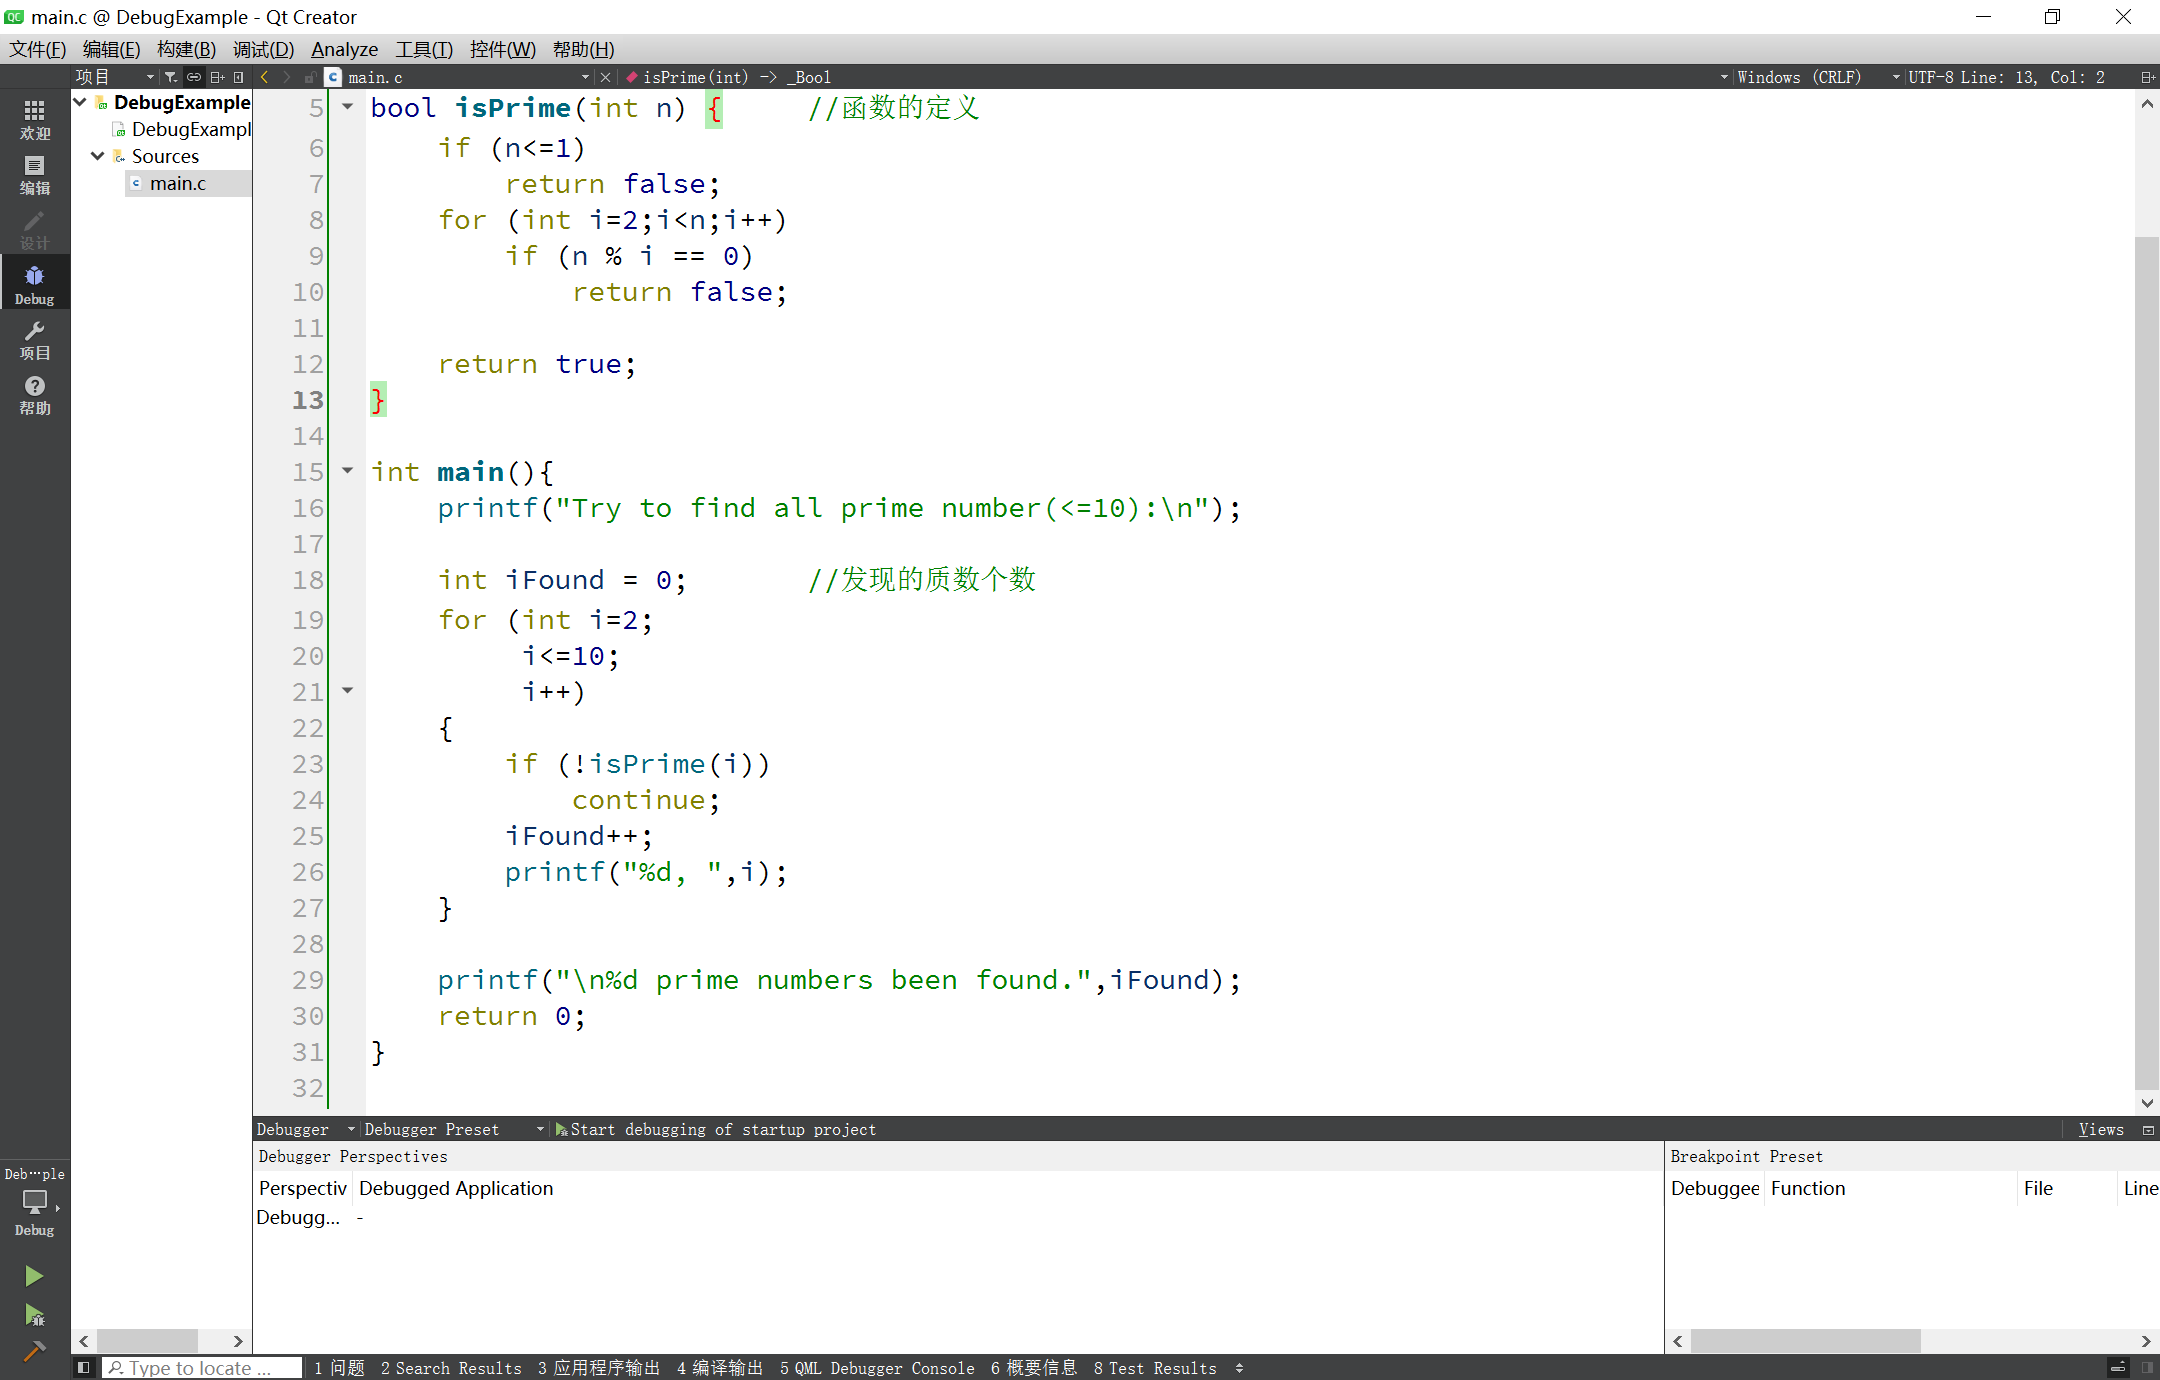 main.c @ DebugExample - Qt Creator
文件(F) 编辑(E) 构建(B) 调试(D) Analyze 工具(T) 控件(W) 帮助(H)
项目 main.c isPrime(int) -> _Bool Windows (CRLF) UTF-8 Line: 13, Col: 2
欢迎
编辑
设计
Debug
项目
帮助
DebugExample
DebugExampl
Sources
main.c
5 bool isPrime(int n) { //函数的定义
6 if (n<=1)
7 return false;
8 for (int i=2;i<n;i++)
9 if (n % i == 0)
10 return false;
11
12 return true;
13 }
14
15 int main(){
16 printf("Try to find all prime number(<=10):\n");
17
18 int iFound = 0; //发现的质数个数
19 for (int i=2;
20 i<=10;
21 i++)
22 {
23 if (!isPrime(i))
24 continue;
25 iFound++;
26 printf("%d, ",i);
27 }
28
29 printf("\n%d prime numbers been found.",iFound);
30 return 0;
31 }
32
Debugger Debugger Preset Start debugging of startup project Views
Debugger Perspectives
Perspectiv Debugged Application
Debugg... -
Breakpoint Preset
Debuggee Function File Line
Deb···ple
Debug
Type to locate ... 1 问题 2 Search Results 3 应用程序输出 4 编译输出 5 QML Debugger Console 6 概要信息 8 Test Results